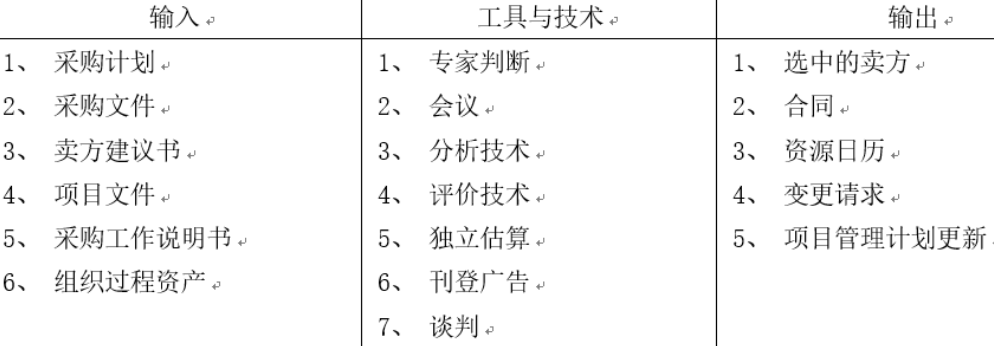 输入 工具与技术 输出
1、 采购计划 1、 专家判断 1、 选中的卖方
2、 采购文件 2、 会议 2、 合同
3、 卖方建议书 3、 分析技术 3、 资源日历
4、 项目文件 4、 评价技术 4、 变更请求
5、 采购工作说明书 5、 独立估算 5、 项目管理计划更新
6、 组织过程资产 6、 刊登广告
7、 谈判